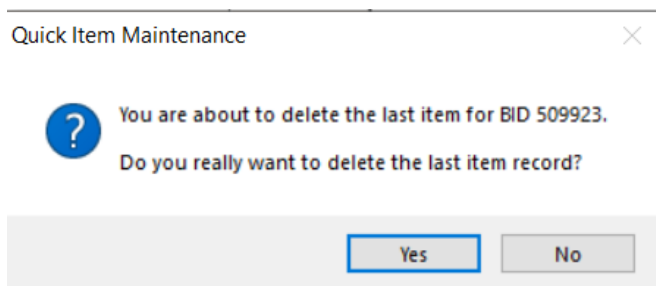 Quick Item Maintenance
You are about to delete the last item for BID 509923.
Do you really want to delete the last item record?
Yes
No